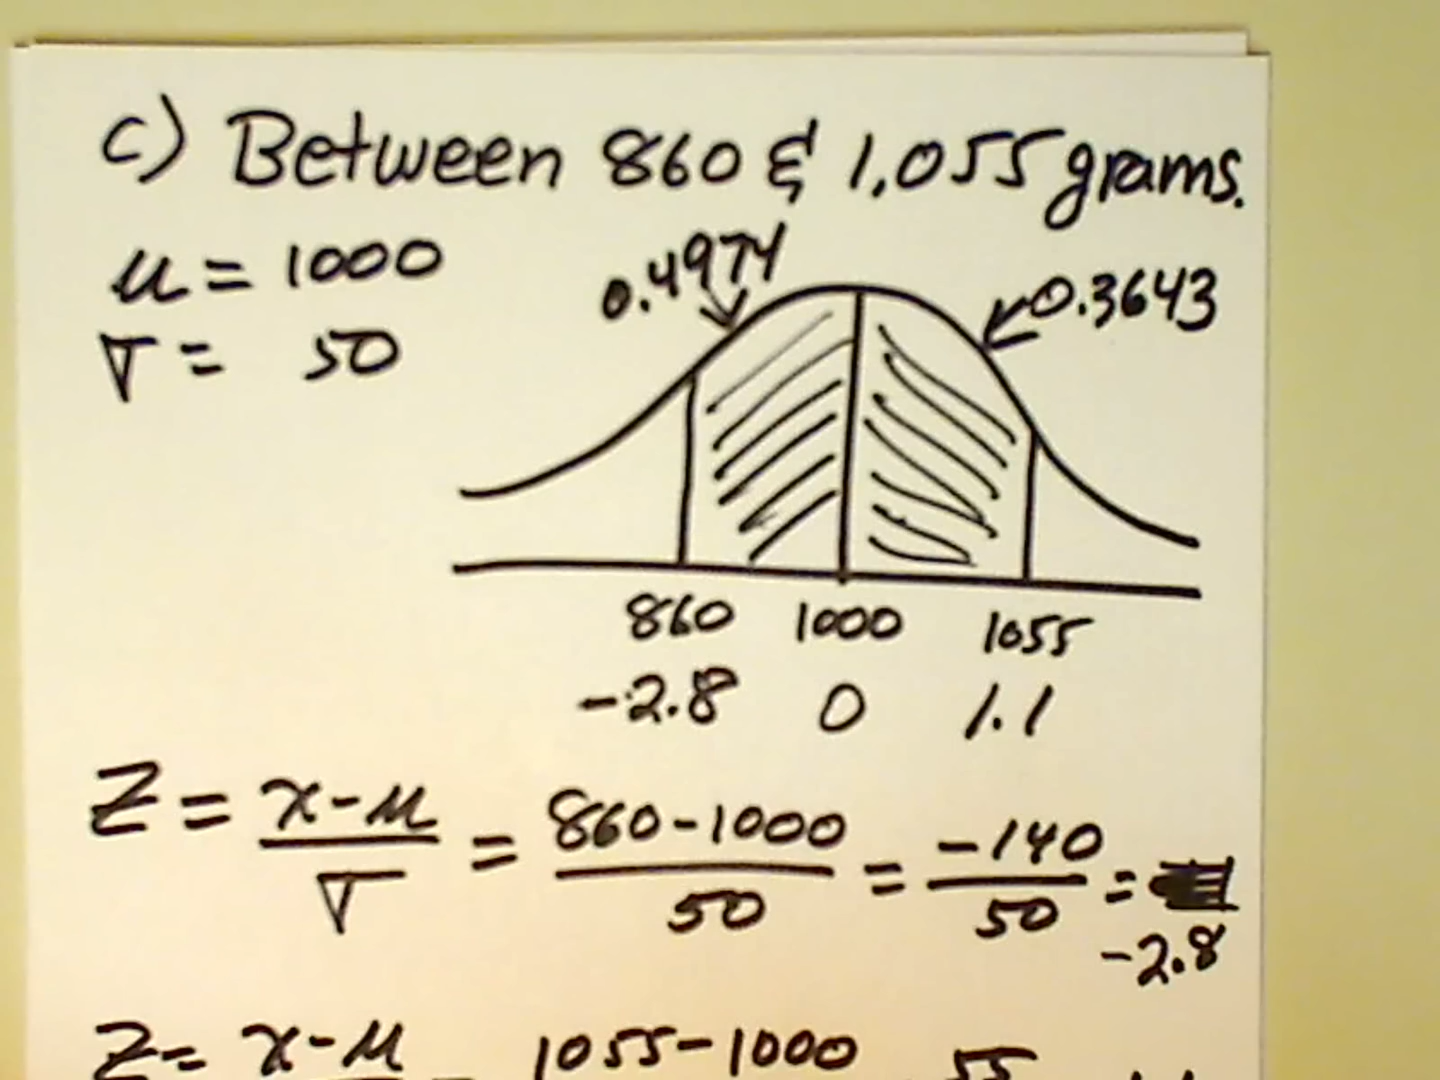 c) Between 860 & 1,055 grams.
μ = 1000
σ = 50
0.4974
0.3643
860 1000 1055
-2.8 0 1.1
Z = x-μ / σ = 860-1000 / 50 = -140 / 50 = -2.8
Z = x-μ 1055-1000 55